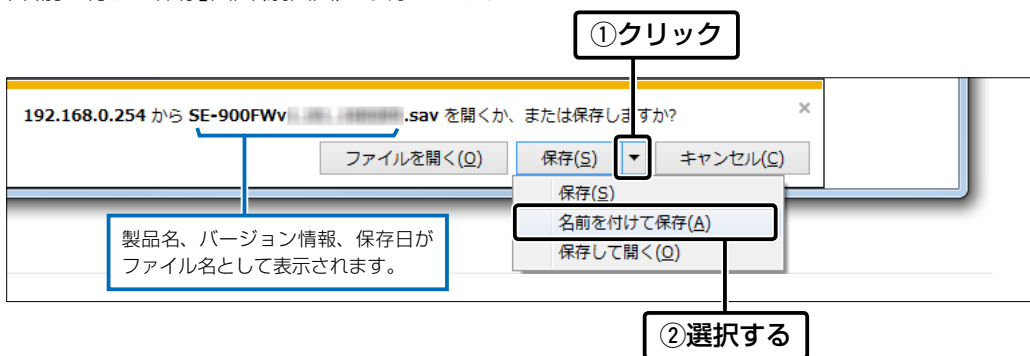 ①クリック
192.168.0.254 から SE-900FWv .sav を開くか、または保存しますか?
×
ファイルを開く(O) 保存(S) ▼ キャンセル(C)
保存(S)
名前を付けて保存(A)
保存して開く(O)
製品名、バージョン情報、保存日が
ファイル名として表示されます。
②選択する